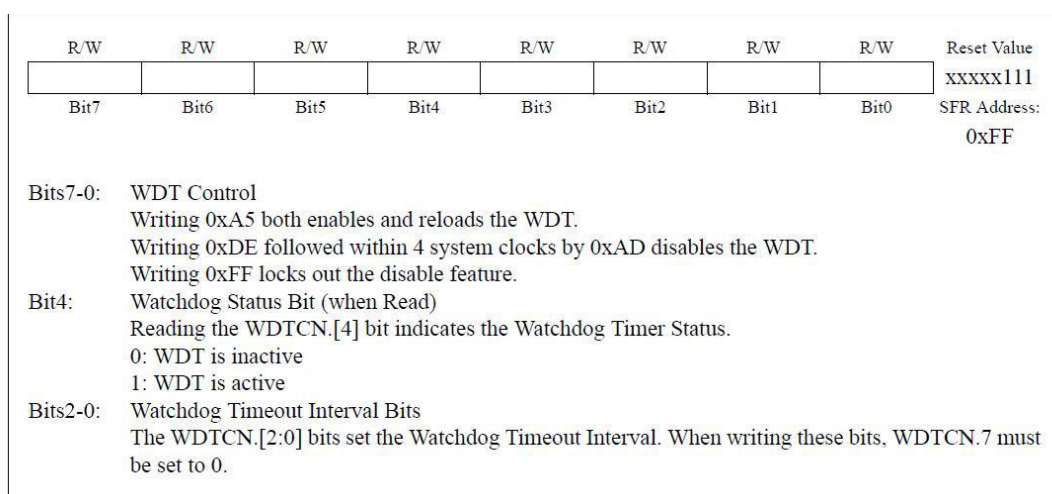 R/W R/W R/W R/W R/W R/W R/W R/W Reset Value
xxxxx111
Bit7 Bit6 Bit5 Bit4 Bit3 Bit2 Bit1 Bit0 SFR Address:
0xFF
Bits7-0: WDT Control
Writing 0xA5 both enables and reloads the WDT.
Writing 0xDE followed within 4 system clocks by 0xAD disables the WDT.
Writing 0xFF locks out the disable feature.
Bit4: Watchdog Status Bit (when Read)
Reading the WDTCN.[4] bit indicates the Watchdog Timer Status.
0: WDT is inactive
1: WDT is active
Bits2-0: Watchdog Timeout Interval Bits
The WDTCN.[2:0] bits set the Watchdog Timeout Interval. When writing these bits, WDTCN.7 must
be set to 0.